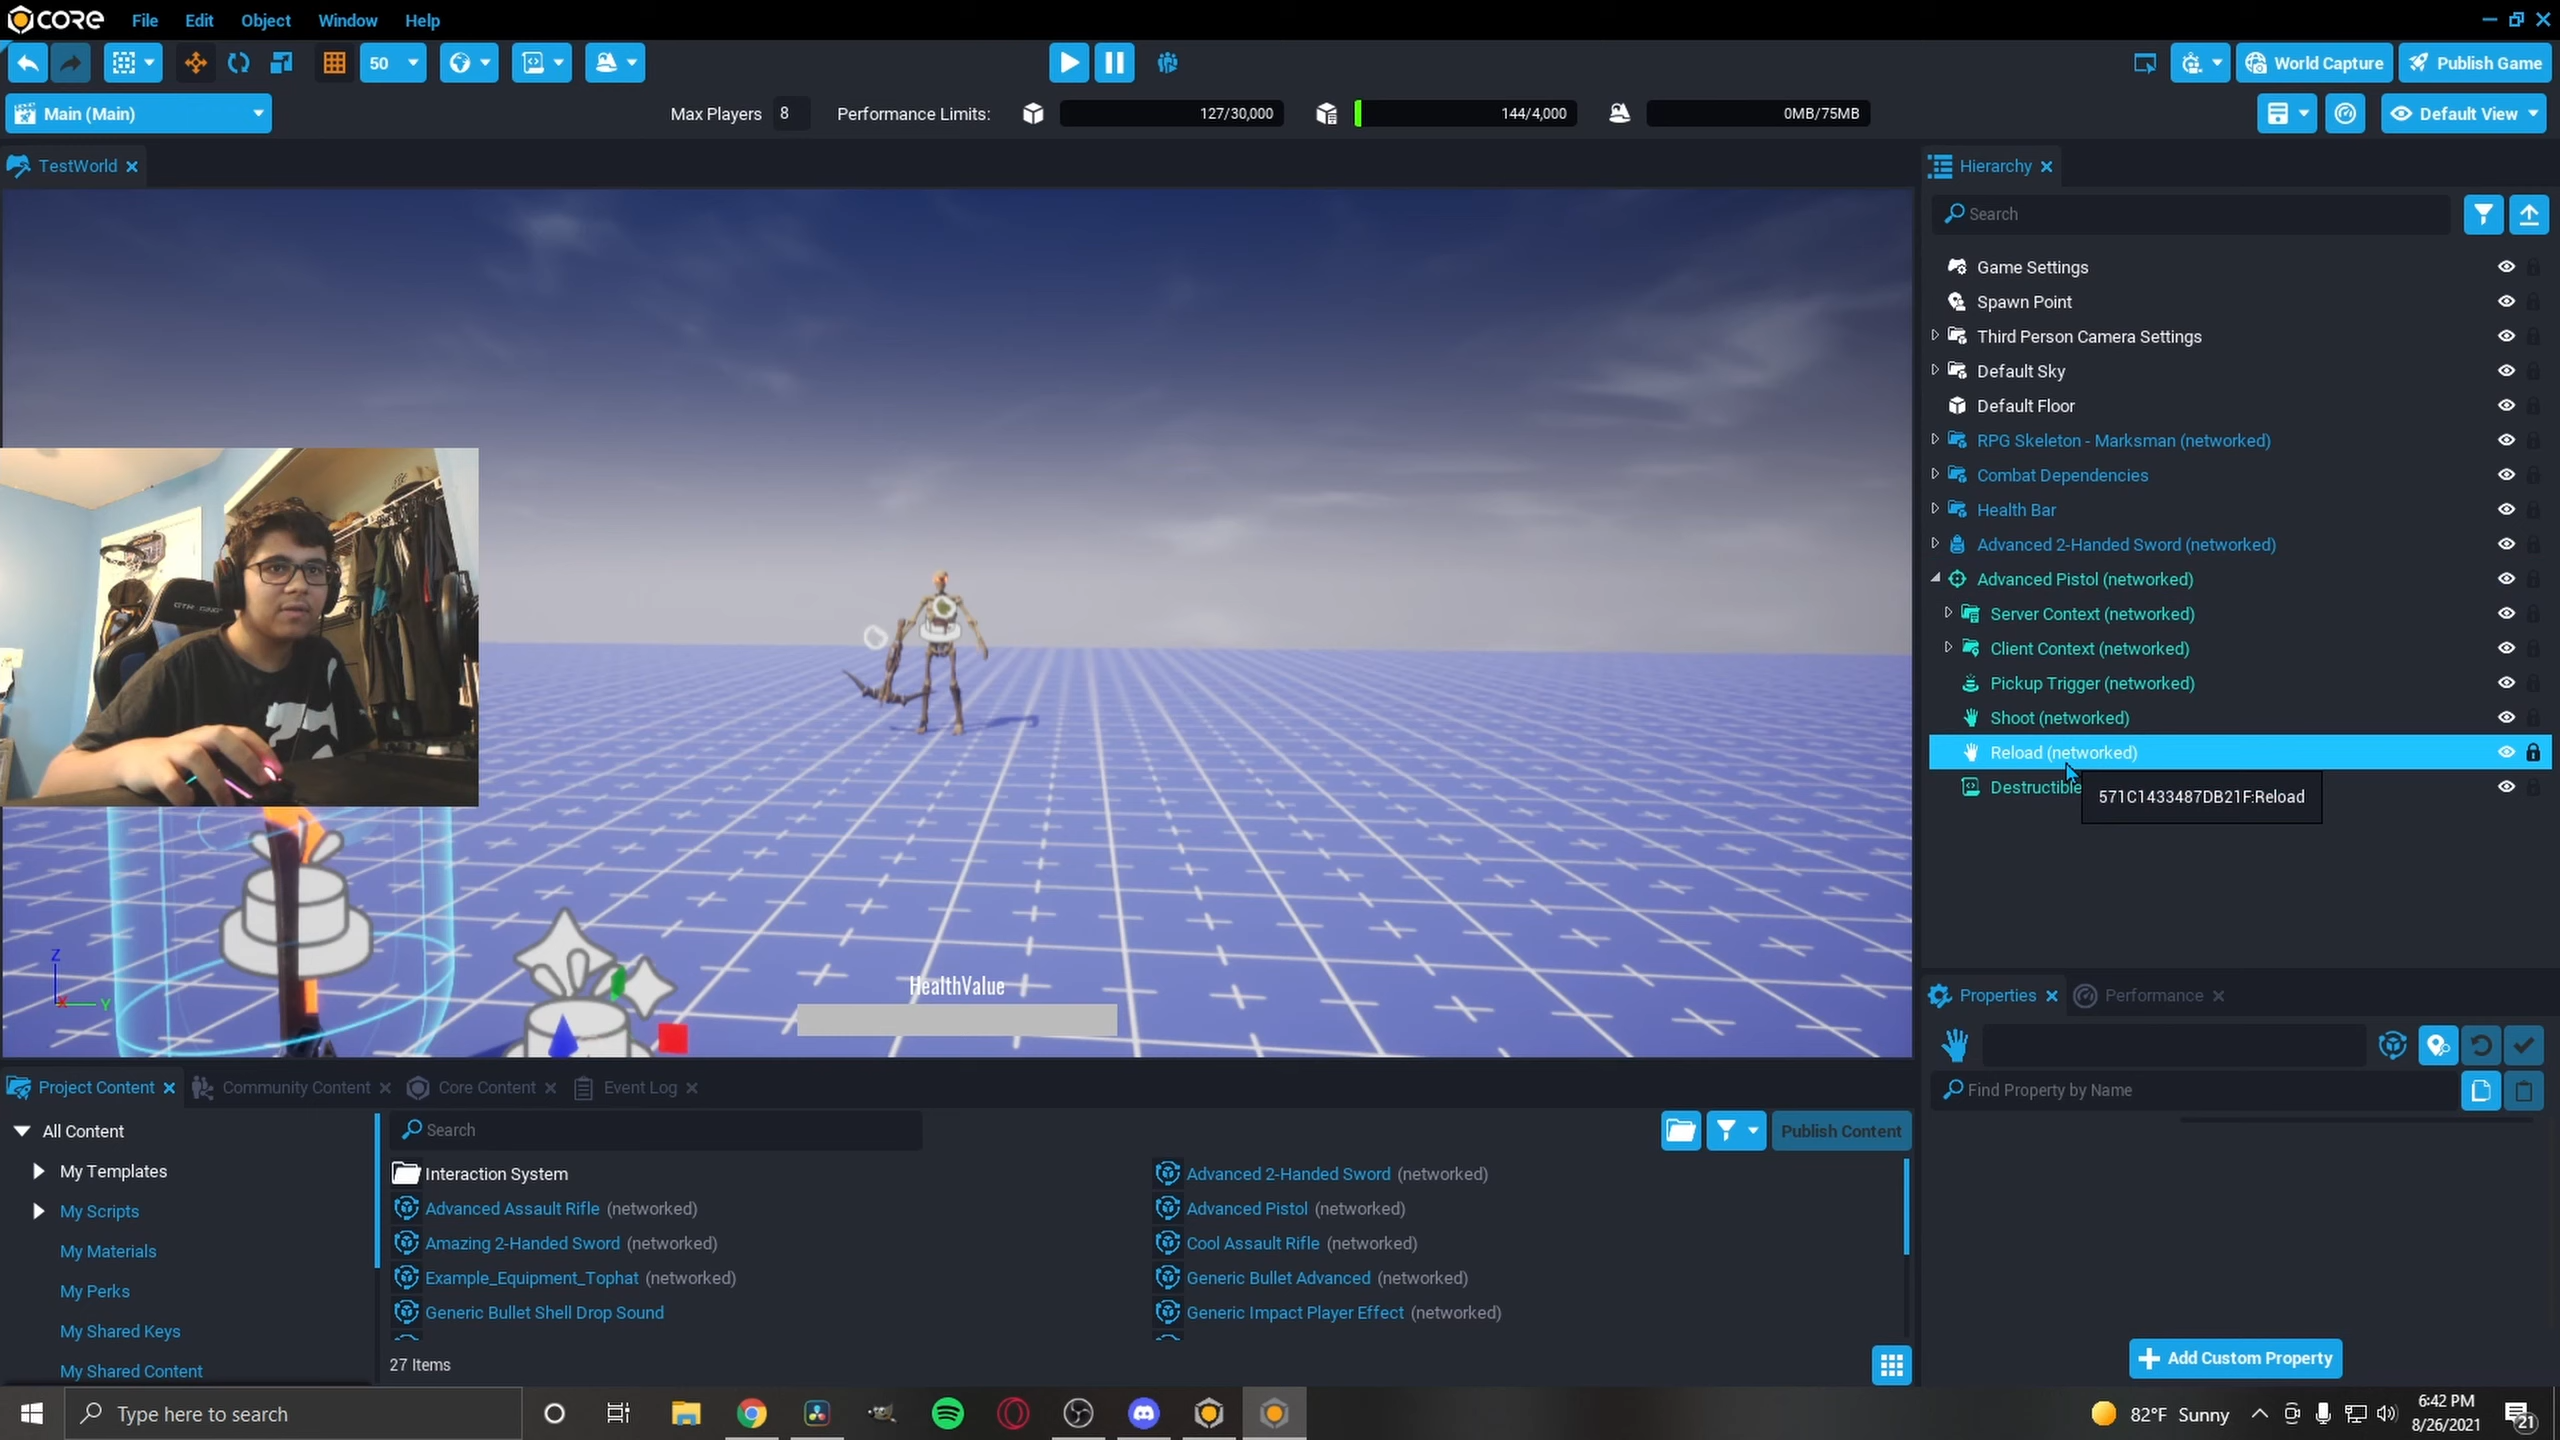 CORE File Edit Object Window Help
50 World Capture Publish Game
Main (Main) Max Players 8 Performance Limits: 127/30,000 144/4,000 0MB/75MB Default View
TestWorld
Hierarchy
Search
Game Settings
Spawn Point
Third Person Camera Settings
Default Sky
Default Floor
RPG Skeleton - Marksman (networked)
Combat Dependencies
Health Bar
Advanced 2-Handed Sword (networked)
Advanced Pistol (networked)
Server Context (networked)
Client Context (networked)
Pickup Trigger (networked)
Shoot (networked)
Reload (networked)
Destructible
571C1433487DB21F:Reload
Z
X Y
HealthValue
Properties Performance
Find Property by Name
Add Custom Property
Project Content Community Content Core Content Event Log
All Content
My Templates
My Scripts
My Materials
My Perks
My Shared Keys
My Shared Content
Search
Publish Content
Interaction System Advanced 2-Handed Sword (networked)
Advanced Assault Rifle (networked) Advanced Pistol (networked)
Amazing 2-Handed Sword (networked) Cool Assault Rifle (networked)
Example_Equipment_Tophat (networked) Generic Bullet Advanced (networked)
Generic Bullet Shell Drop Sound Generic Impact Player Effect (networked)
27 Items
Type here to search
82°F Sunny
6:42 PM
8/26/2021
21